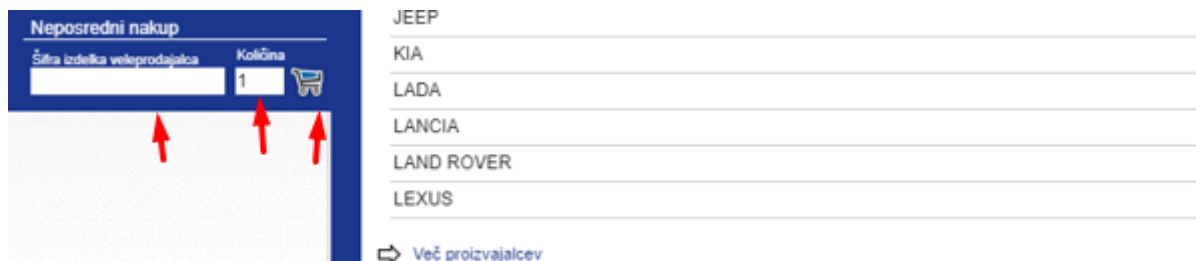 Neposredni nakup
Šifra izdelka veleprodajalca
Količina
1
JEEP
KIA
LADA
LANCIA
LAND ROVER
LEXUS
Več proizvajalcev